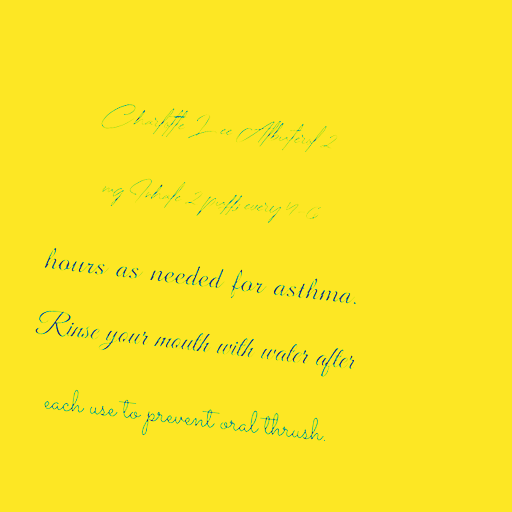 Charlotte Lee Albuterol 2
mg Inhale 2 puffs every 4-6
hours as needed for asthma.
Rinse your mouth with water after
each use to prevent oral thrush.